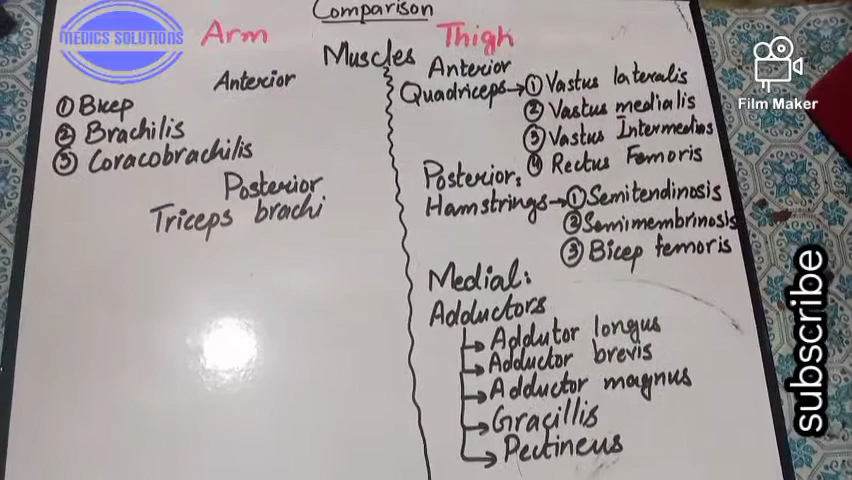 Comparison
MEDICS SOLUTIONS
Arm
Thigh
Muscles
Anterior
① Bicep
② Brachilis
③ Coracobrachilis
Posterior
Triceps brachi
Anterior
Quadriceps → ① Vastus lateralis
② Vastus medialis
③ Vastus Intermedios
④ Rectus Femoris
Posterior:
Hamstrings → ① Semitendinosis
② Semimembrinosis
③ Bicep femoris
Medial:
Adductors
→ Addutor longus
→ Adductor brevis
→ Adductor magnus
→ Gracillis
→ Pectineus
Film Maker
subscribe